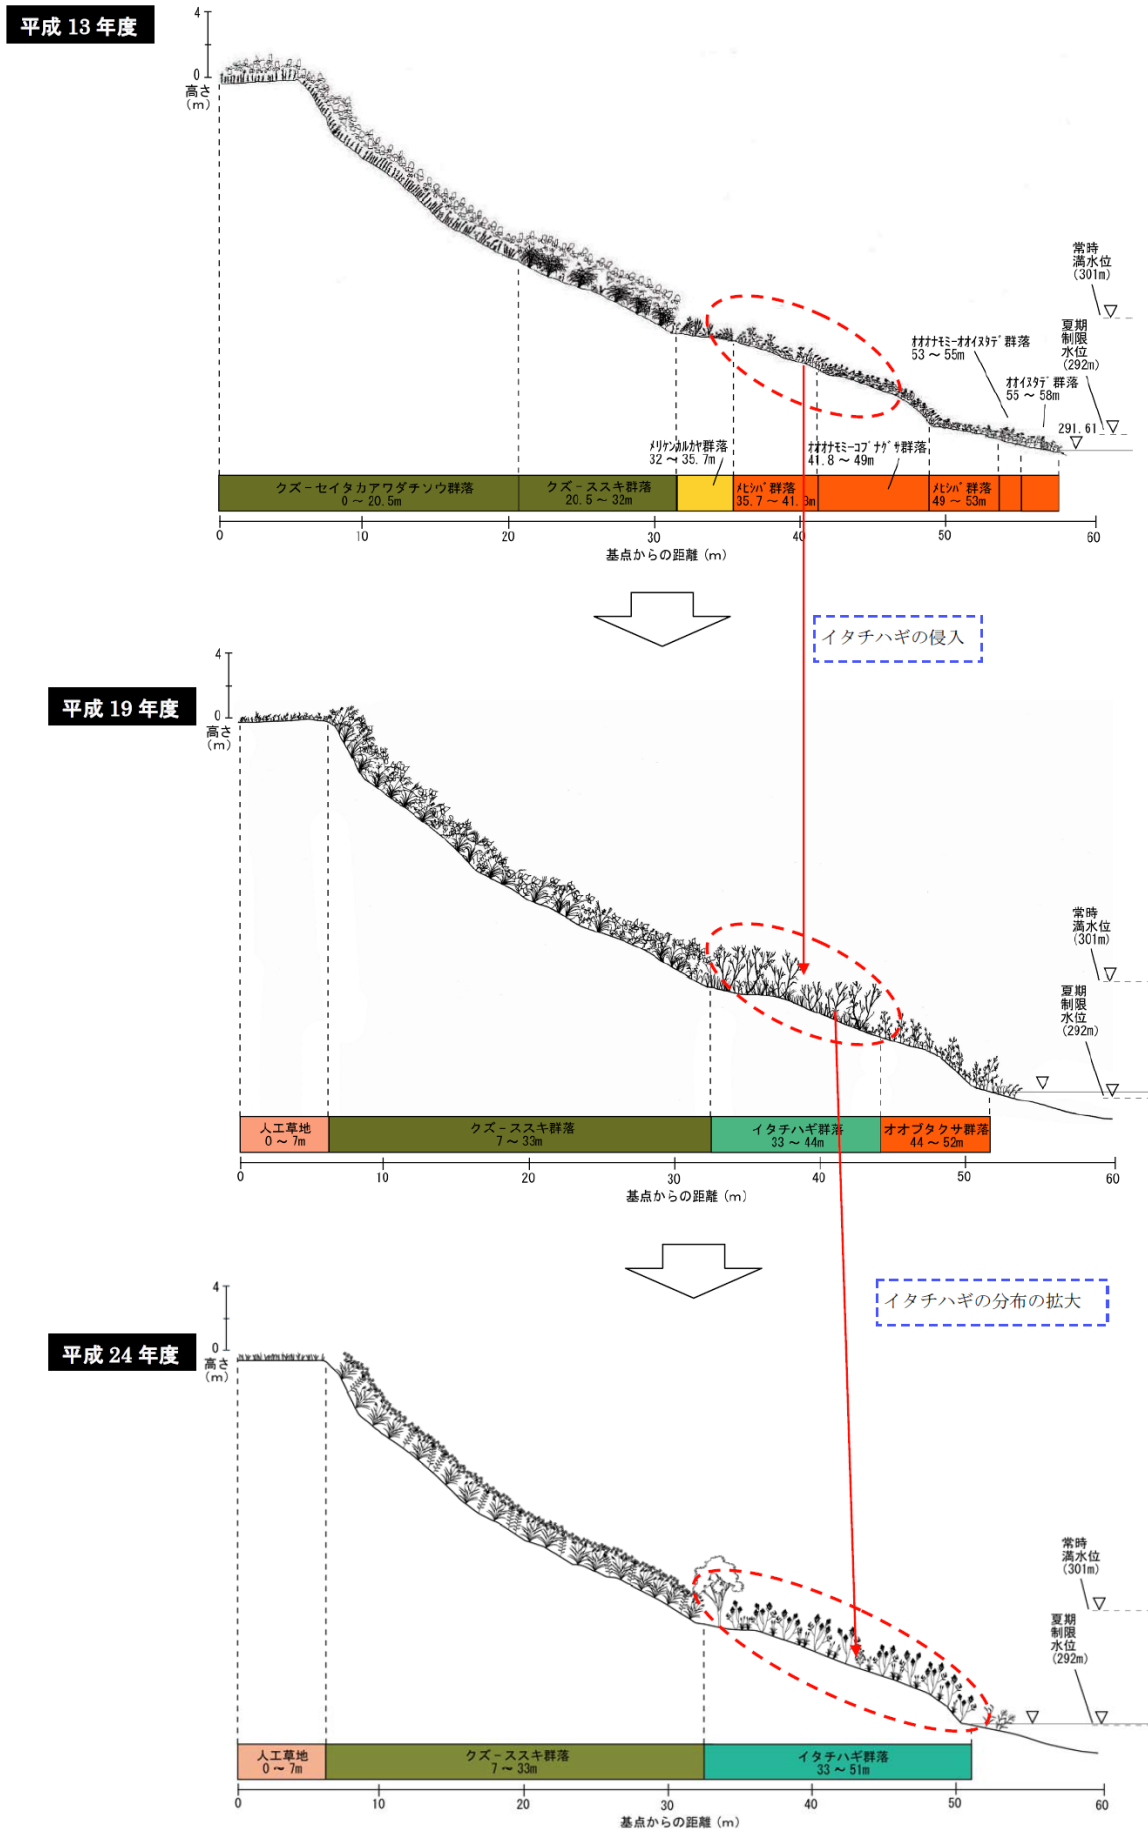 平成 13 年度
4
0
高さ
(m)
常時
満水位
(301m)
夏期
制限
水位
(292m)
オオナモミーオオイヌタデ群落
53 ～ 55m
オオイヌタデ群落
55 ～ 58m
291.61
メリケンカルカヤ群落
32 ～ 35.7m
オオオナモミーコブナグサ群落
41.8 ～ 49m
クズ－セイタカアワダチソウ群落
0 ～ 20.5m
クズ－ススキ群落
20.5 ～ 32m
メヒシバ群落
35.7 ～ 41.8m
メヒシバ群落
49 ～ 53m
0 10 20 30 40 50 60
基点からの距離（m）
イタチハギの侵入
平成 19 年度
4
0
高さ
(m)
常時
満水位
(301m)
夏期
制限
水位
(292m)
人工草地
0 ～ 7m
クズ－ススキ群落
7 ～ 33m
イタチハギ群落
33 ～ 44m
オオブタクサ群落
44 ～ 52m
0 10 20 30 40 50 60
基点からの距離（m）
イタチハギの分布の拡大
平成 24 年度
4
0
高さ
(m)
常時
満水位
(301m)
夏期
制限
水位
(292m)
人工草地
0 ～ 7m
クズ－ススキ群落
7 ～ 33m
イタチハギ群落
33 ～ 51m
0 10 20 30 40 50 60
基点からの距離（m）